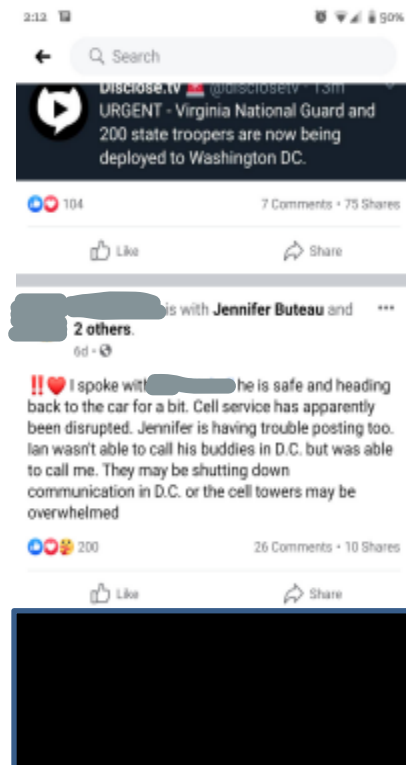 2:12 90%
Search
Disclose.tv @disclosetv · 13m
URGENT - Virginia National Guard and
200 state troopers are now being
deployed to Washington DC.
104 7 Comments • 75 Shares
Like Share
is with Jennifer Buteau and
2 others.
6d •
I spoke with he is safe and heading
back to the car for a bit. Cell service has apparently
been disrupted. Jennifer is having trouble posting too.
Ian wasn't able to call his buddies in D.C. but was able
to call me. They may be shutting down
communication in D.C. or the cell towers may be
overwhelmed
200 26 Comments • 10 Shares
Like Share